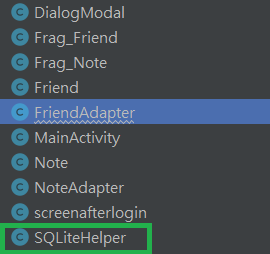 DialogModal
Frag_Friend
Frag_Note
Friend
FriendAdapter
MainActivity
Note
NoteAdapter
screenafterlogin
SQLiteHelper